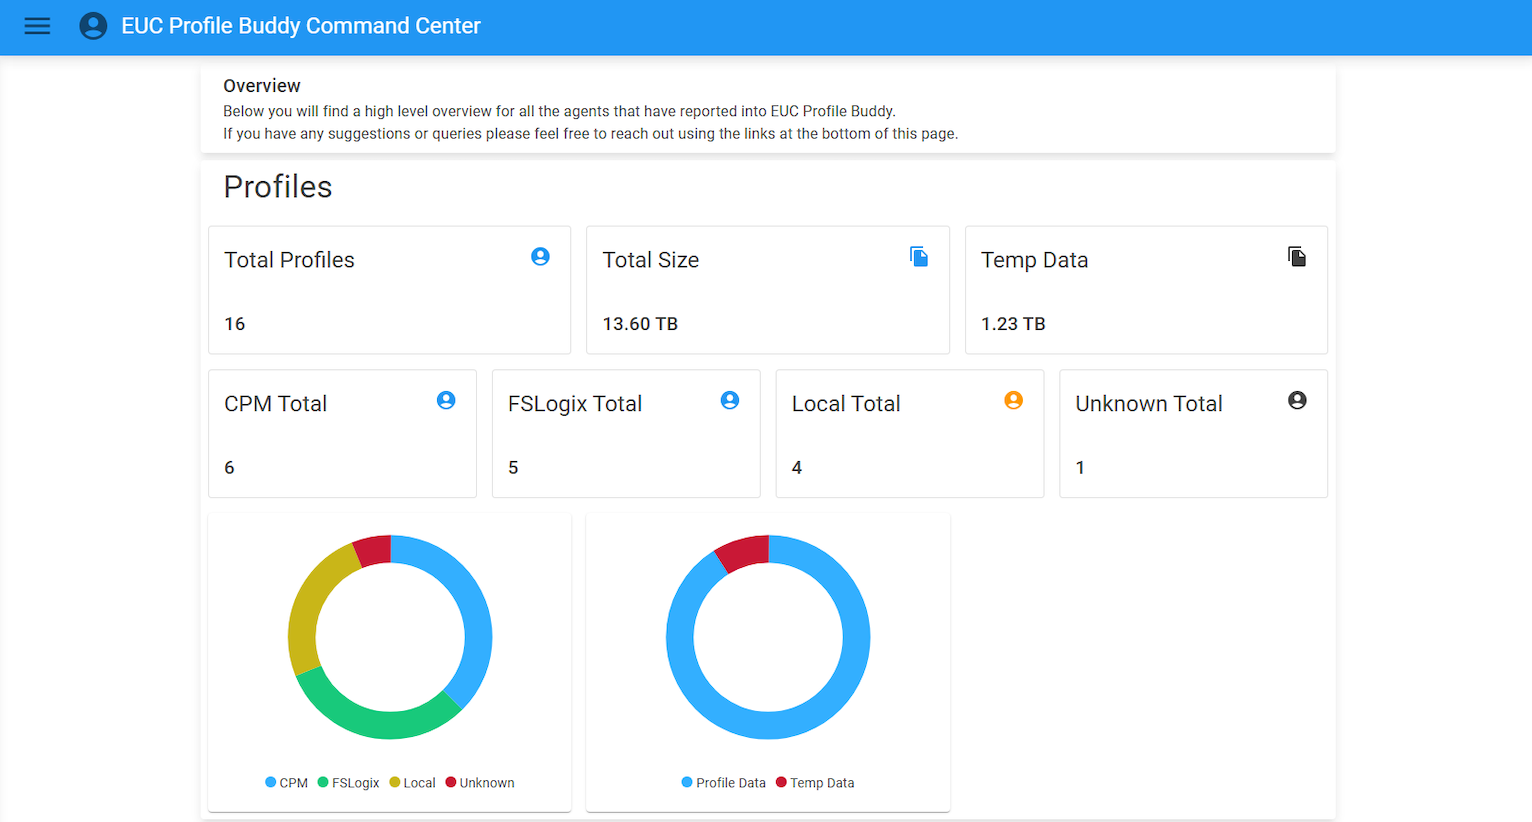 EUC Profile Buddy Command Center
Overview
Below you will find a high level overview for all the agents that have reported into EUC Profile Buddy.
If you have any suggestions or queries please feel free to reach out using the links at the bottom of this page.
Profiles
Total Profiles
16
Total Size
13.60 TB
Temp Data
1.23 TB
CPM Total
6
FSLogix Total
5
Local Total
4
Unknown Total
1
CPM FSLogix Local Unknown
Profile Data Temp Data